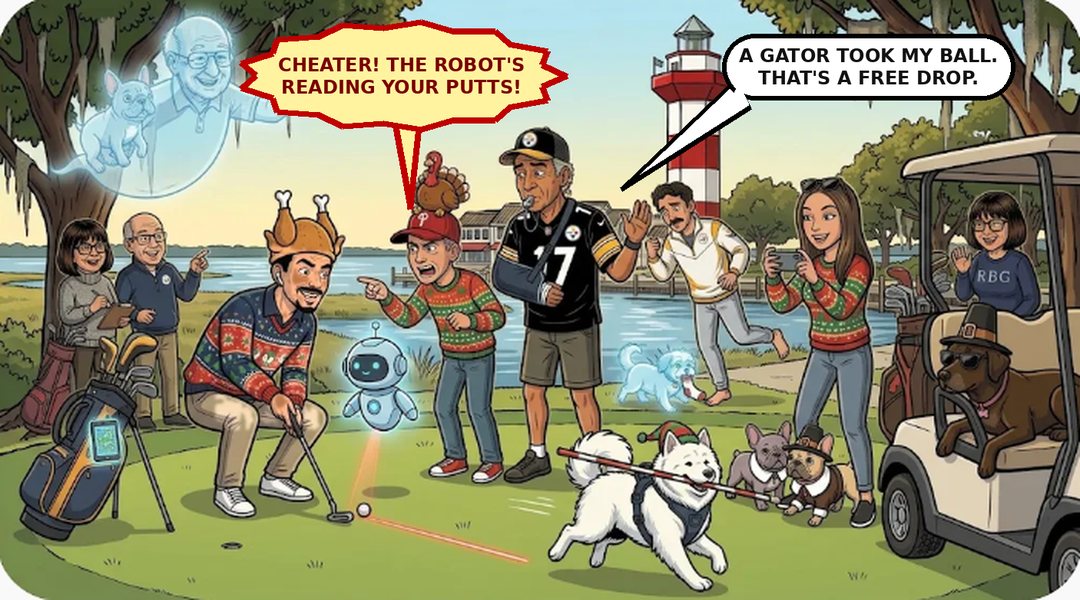 CHEATER! THE ROBOT'S
READING YOUR PUTTS!
A GATOR TOOK MY BALL.
THAT'S A FREE DROP.
P
17
RBG